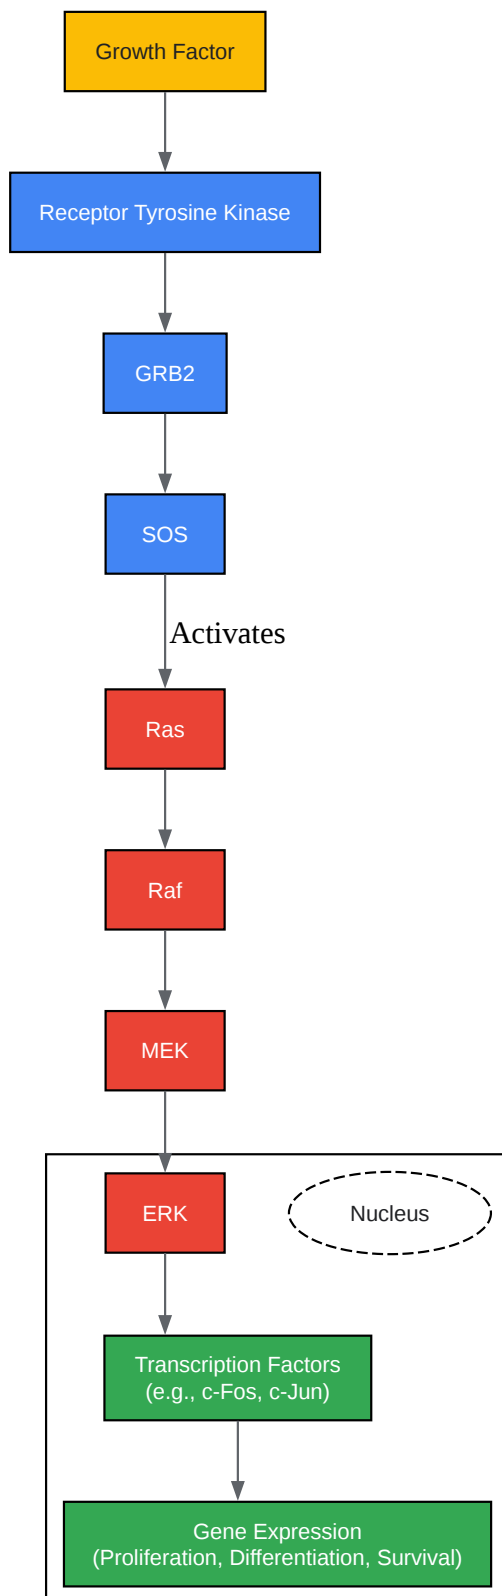 Growth Factor
Receptor Tyrosine Kinase
GRB2
SOS
Activates
Ras
Raf
MEK
ERK
Nucleus
Transcription Factors
(e.g., c-Fos, c-Jun)
Gene Expression
(Proliferation, Differentiation, Survival)